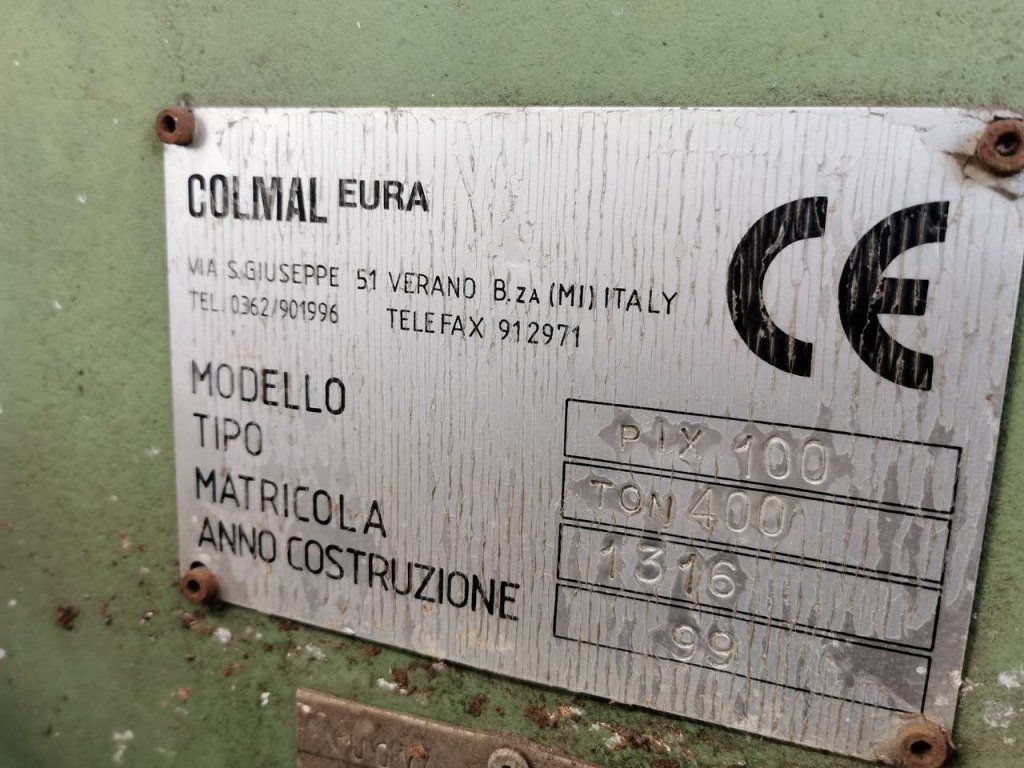 COLMAL EURA
VIA S.GIUSEPPE 51 VERANO B.ZA (MI) ITALY
TEL. 0362/901996 TELEFAX 912971
CE
MODELLO PIX 100
TIPO TON 400
MATRICOLA 1316
ANNO COSTRUZIONE 99